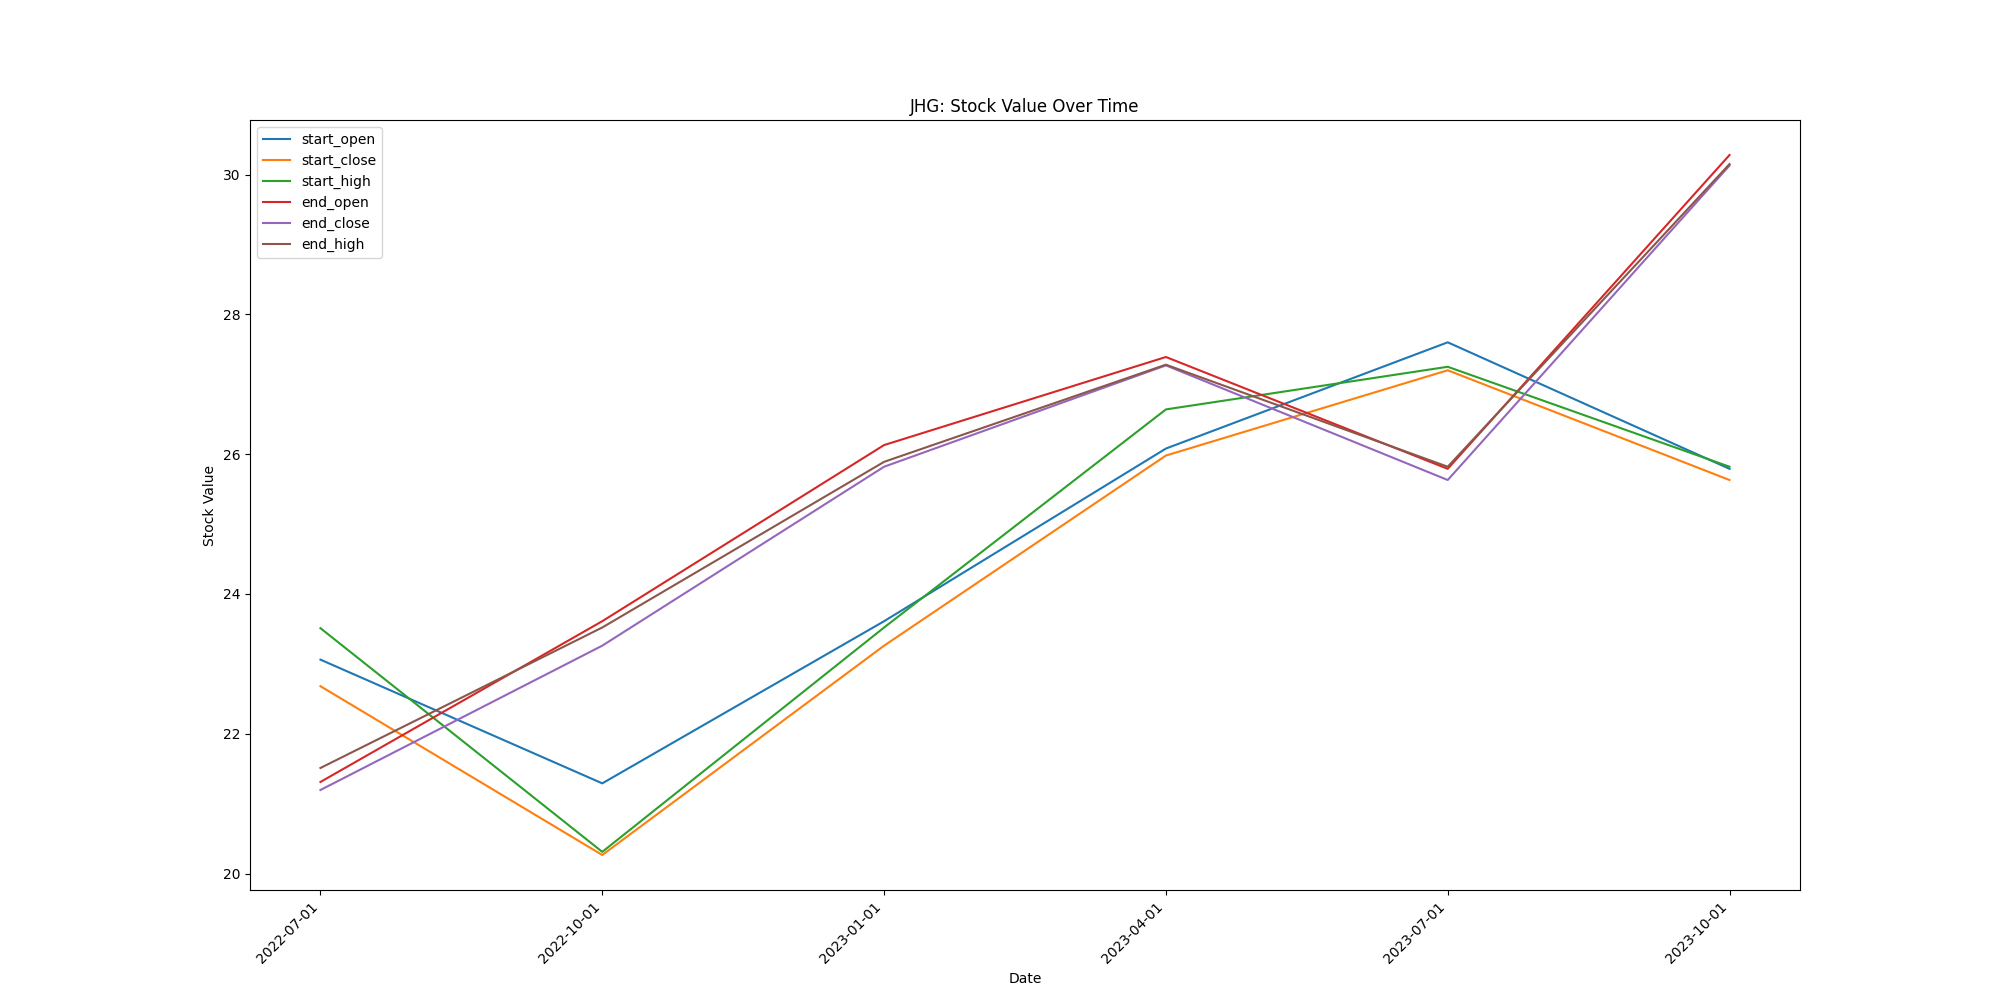 JHG: Stock Value Over Time
start_open
start_close
start_high
end_open
end_close
end_high
30
28
26
24
22
20
Stock Value
2022-07-01
2022-10-01
2023-01-01
2023-04-01
2023-07-01
2023-10-01
Date